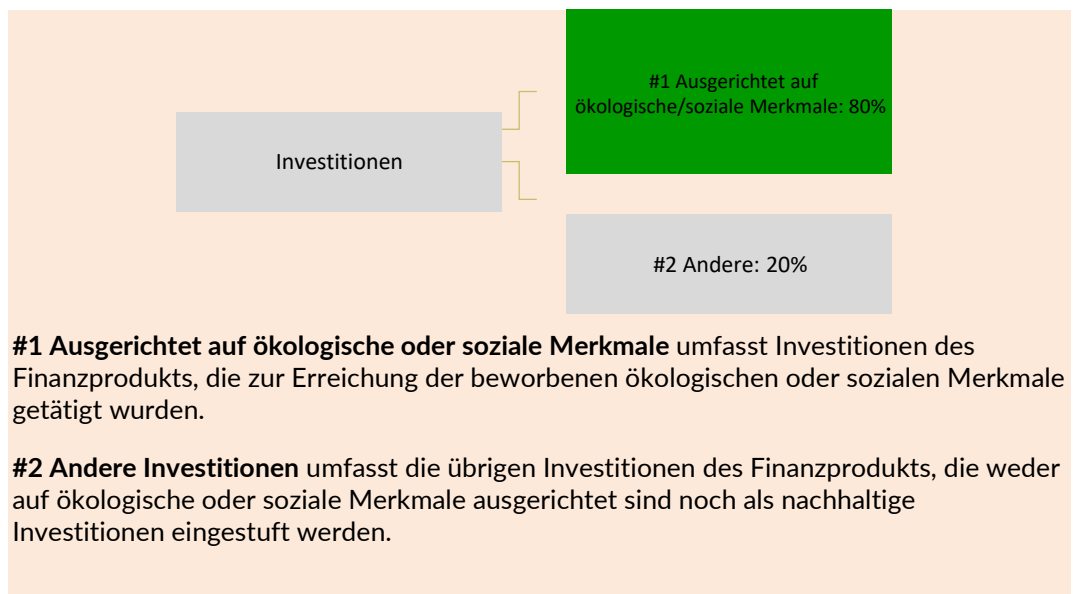 #1 Ausgerichtet auf
ökologische/soziale Merkmale: 80%
Investitionen
#2 Andere: 20%
#1 Ausgerichtet auf ökologische oder soziale Merkmale umfasst Investitionen des
Finanzprodukts, die zur Erreichung der beworbenen ökologischen oder sozialen Merkmale
getätigt wurden.
#2 Andere Investitionen umfasst die übrigen Investitionen des Finanzprodukts, die weder
auf ökologische oder soziale Merkmale ausgerichtet sind noch als nachhaltige
Investitionen eingestuft werden.